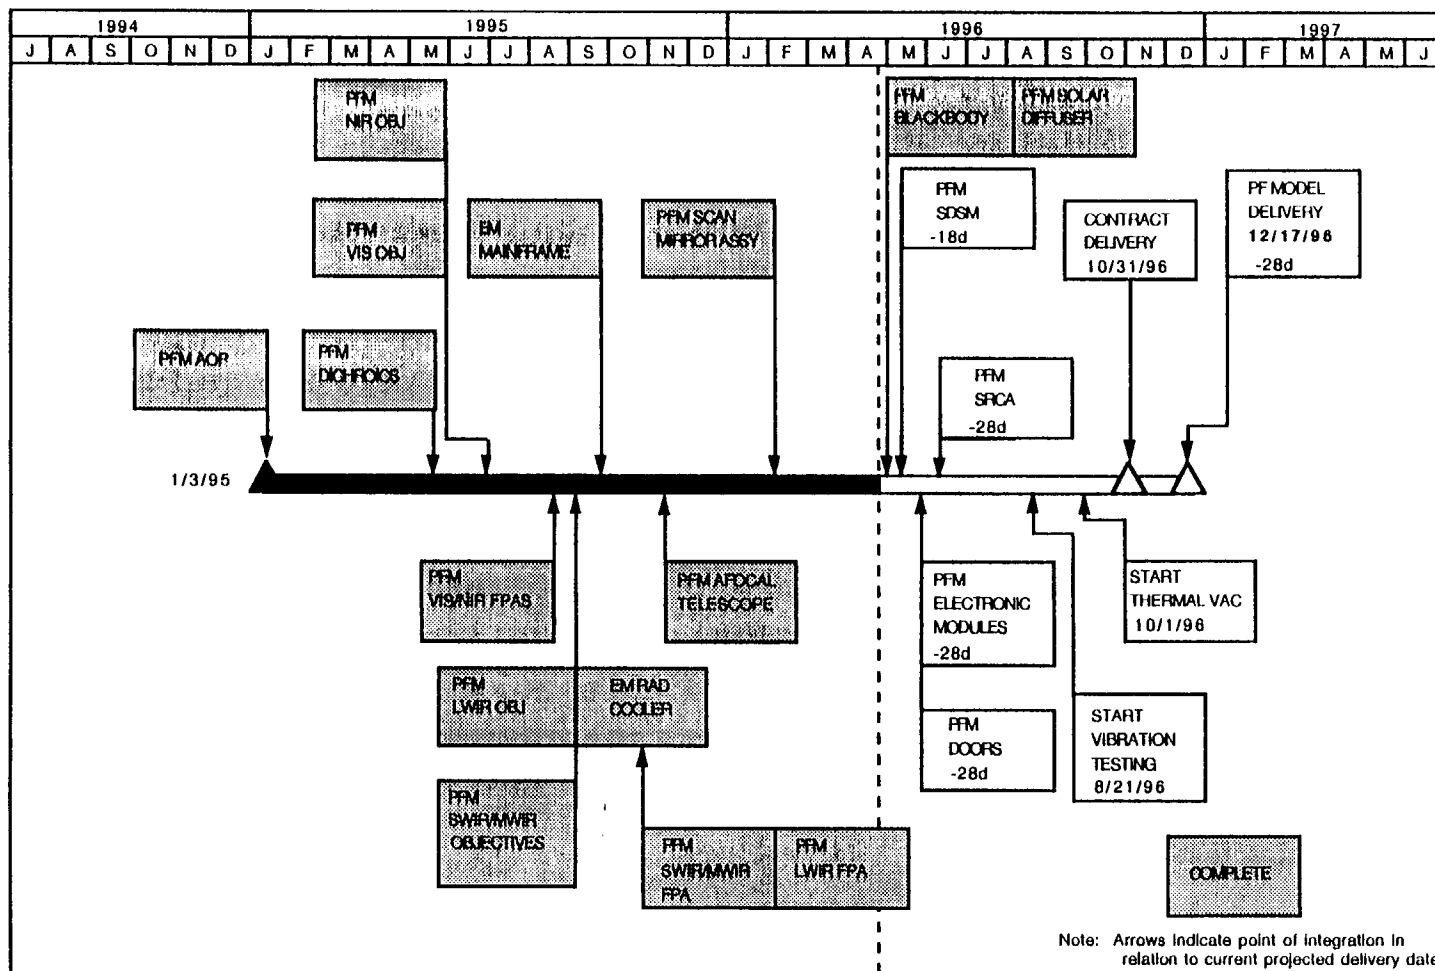 1994 1995 1996 1997
J A S O N D J F M A M J J A S O N D J F M A M J J A S O N D J F M A M J
PFM
NIR OBJ
PFM
BLACKBODY
PFM SOLAR
DIFFUSER
PFM
VIS OBJ
EM
MAINFRAME
PFM SCAN
MIRROR ASSY
PFM
SDSM
-18d
CONTRACT
DELIVERY
10/31/96
PF MODEL
DELIVERY
12/17/96
-28d
PFM AOP
PFM
DICHROICS
PFM
SRCA
-28d
1/3/95
PFM
VIS/NIR FPAS
PFM AFOCAL
TELESCOPE
PFM
ELECTRONIC
MODULES
-28d
START
THERMAL VAC
10/1/96
PFM
LWIR OBJ
EM RAD
COOLER
PFM
DOORS
-28d
START
VIBRATION
TESTING
8/21/96
PFM
SWIR/MWIR
OBJECTIVES
PFM
SWIR/MWIR
FPA
PFM
LWIR FPA
COMPLETE
Note: Arrows indicate point of integration in
relation to current projected delivery date